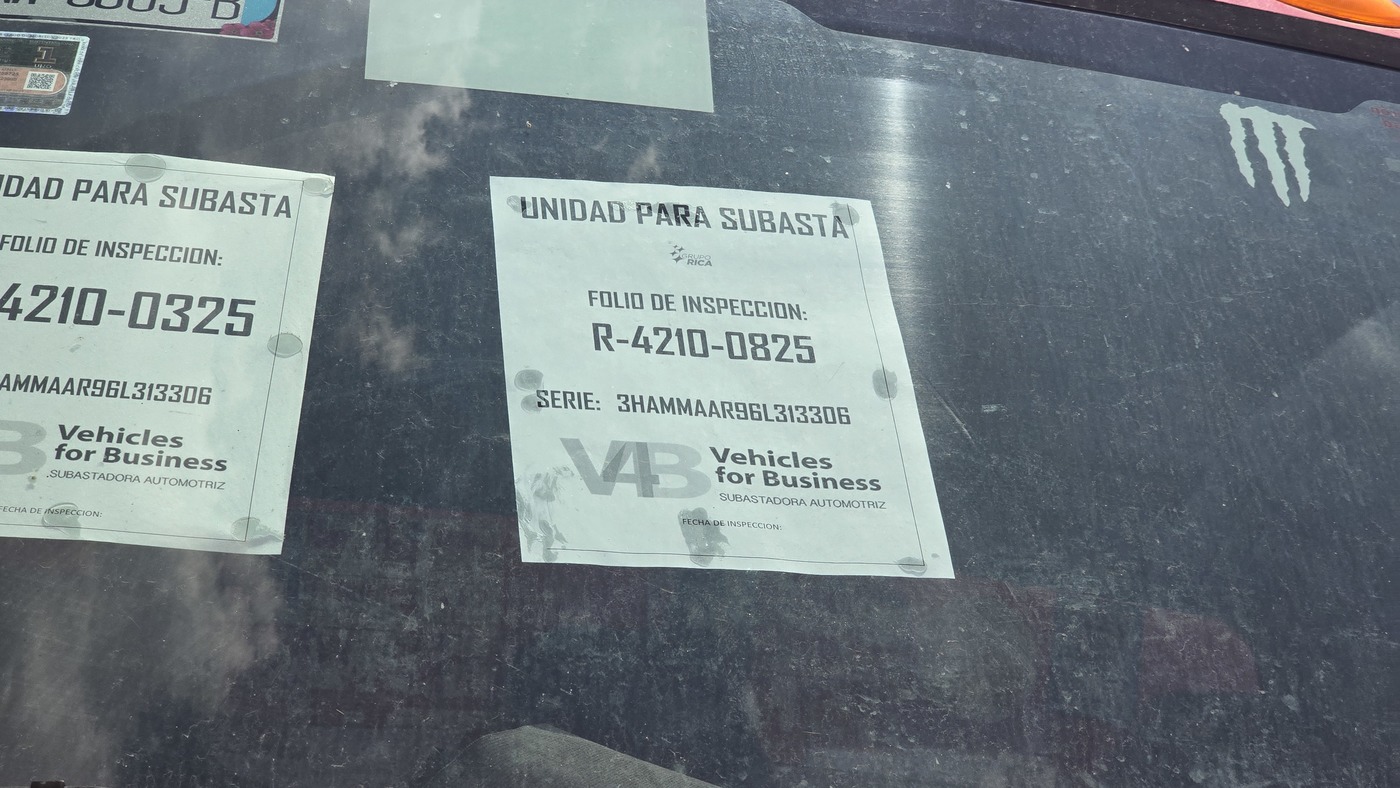 UNIDAD PARA SUBASTA
GRUPO
RICA
FOLIO DE INSPECCION:
R-4210-0825
SERIE: 3HAMMAAR96L313306
V4B Vehicles
for Business
SUBASTADORA AUTOMOTRIZ
FECHA DE INSPECCION:
IDAD PARA SUBASTA
FOLIO DE INSPECCION:
4210-0325
AMMAAR96L313306
B Vehicles
for Business
.SUBASTADORA AUTOMOTRIZ
FECHA DE INSPECCION: